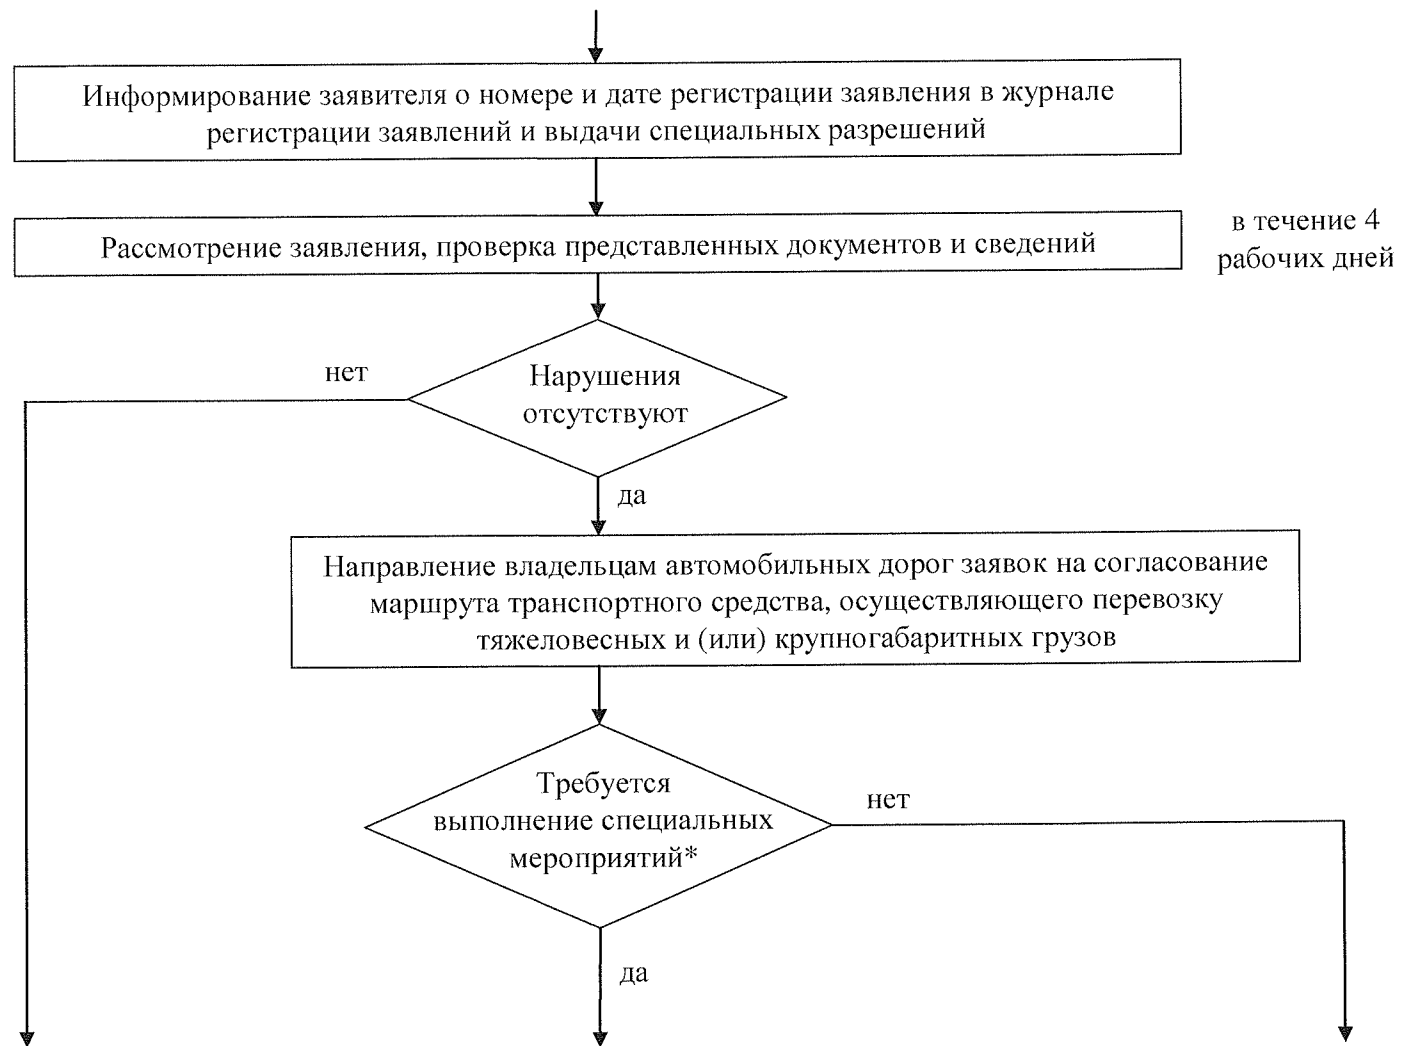 Информирование заявителя о номере и дате регистрации заявления в журнале
регистрации заявлений и выдачи специальных разрешений
Рассмотрение заявления, проверка представленных документов и сведений
в течение 4
рабочих дней
нет
Нарушения
отсутствуют
да
Направление владельцам автомобильных дорог заявок на согласование
маршрута транспортного средства, осуществляющего перевозку
тяжеловесных и (или) крупногабаритных грузов
Требуется
выполнение специальных
мероприятий*
нет
да